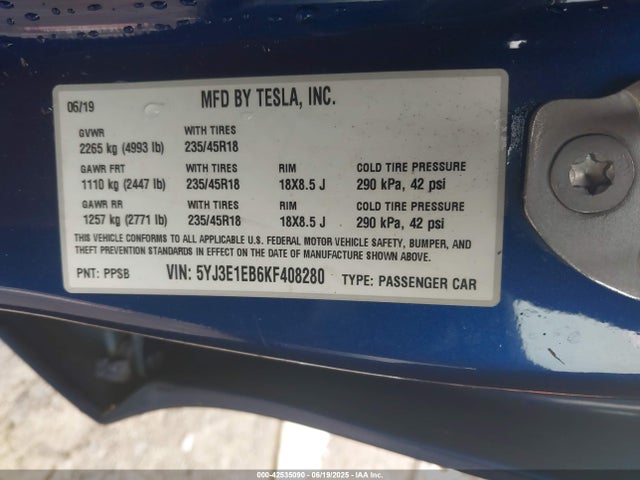 06/19 MFD BY TESLA, INC.
GVWR WITH TIRES
2265 kg (4993 lb) 235/45R18
GAWR FRT WITH TIRES RIM COLD TIRE PRESSURE
1110 kg (2447 lb) 235/45R18 18X8.5 J 290 kPa, 42 psi
GAWR RR WITH TIRES RIM COLD TIRE PRESSURE
1257 kg (2771 lb) 235/45R18 18X8.5 J 290 kPa, 42 psi
THIS VEHICLE CONFORMS TO ALL APPLICABLE U.S. FEDERAL MOTOR VEHICLE SAFETY, BUMPER, AND
THEFT PREVENTION STANDARDS IN EFFECT ON THE DATE OF MANUFACTURE SHOWN ABOVE.
PNT: PPSB VIN: 5YJ3E1EB6KF408280 TYPE: PASSENGER CAR
000-42535090 - 06/19/2025 - IAA, Inc.